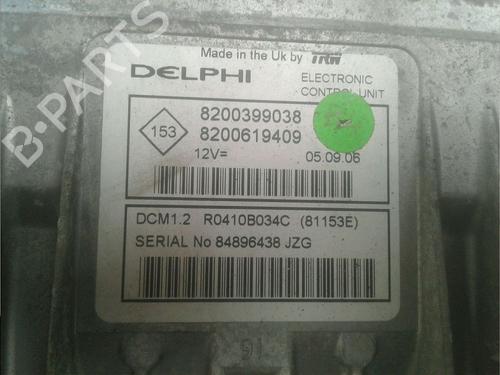 Made in the Uk by TRW
DELPHI
ELECTRONIC
CONTROL UNIT
153
8200399038
8200619409
12V=
05.09.06
DCM1.2 R0410B034C (81153E)
SERIAL No 84896438 JZG
B-PARTS